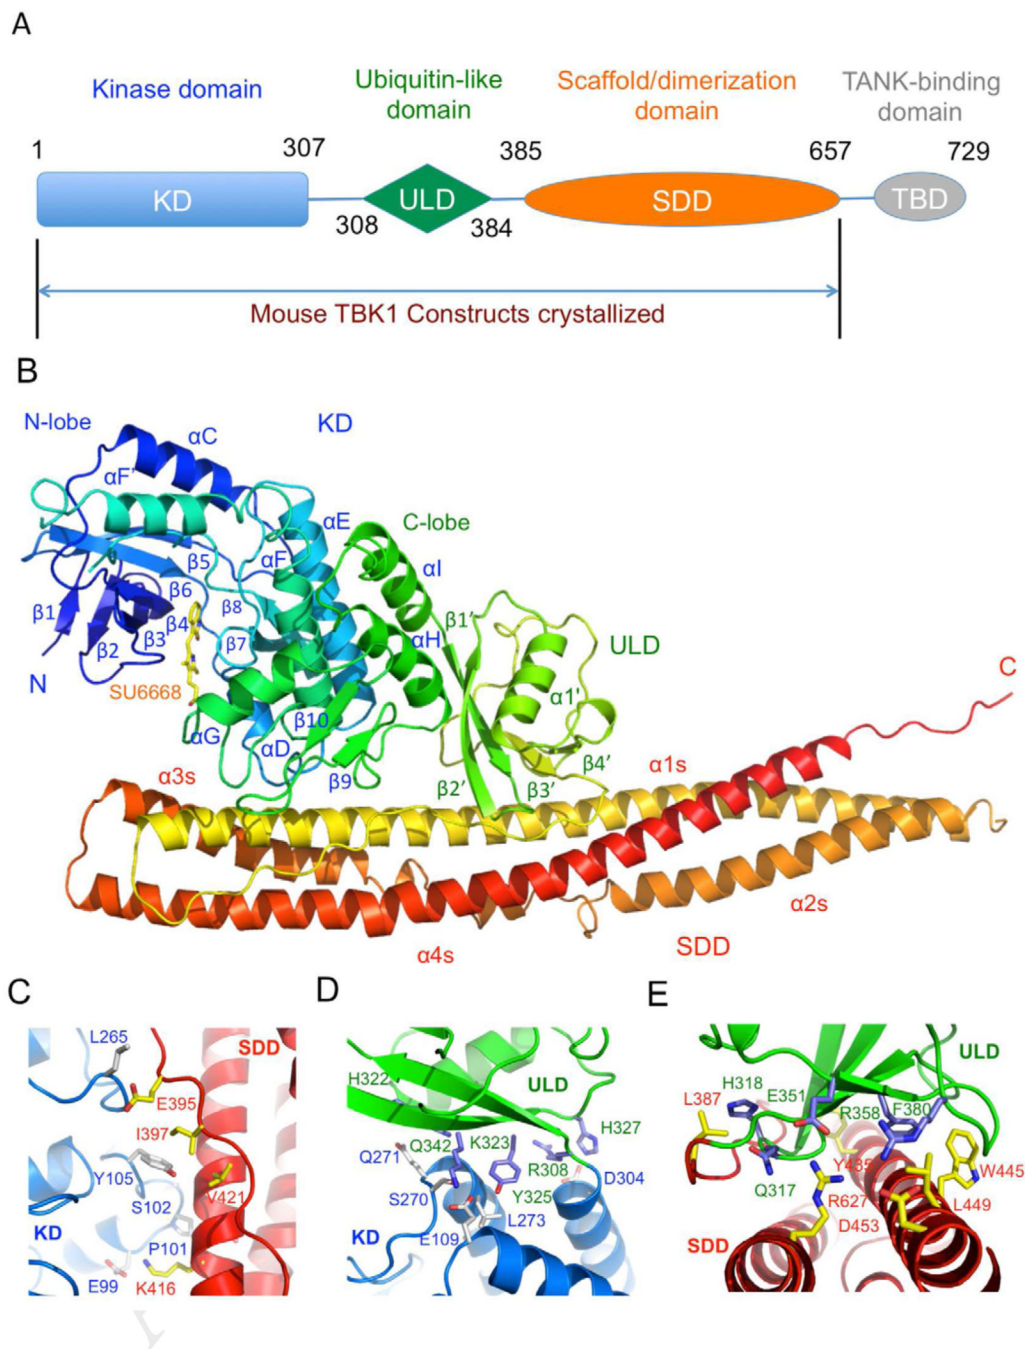 A
Kinase domain
Ubiquitin-like
domain
Scaffold/dimerization
domain
TANK-binding
domain
1
307
385
657
729
KD
ULD
SDD
TBD
308
384
Mouse TBK1 Constructs crystallized
B
N-lobe
KD
αC
αF'
αE
C-lobe
β5
αF
αI
β6
β8
β1
β4
β1'
β3
β7
αH
ULD
β2
N
C
SU6668
α1'
β10
αG
αD
β4'
α3s
β9
β2'
β3'
α1s
α2s
α4s
SDD
C
L265
SDD
E395
I397
Y105
V421
S102
KD
P101
E99
K416
D
H322
ULD
H327
Q342
K323
Q271
R308
D304
S270
Y325
L273
E109
KD
E
ULD
H318
E351
L387
R358
F380
Y435
W445
Q317
R627
L449
D453
SDD